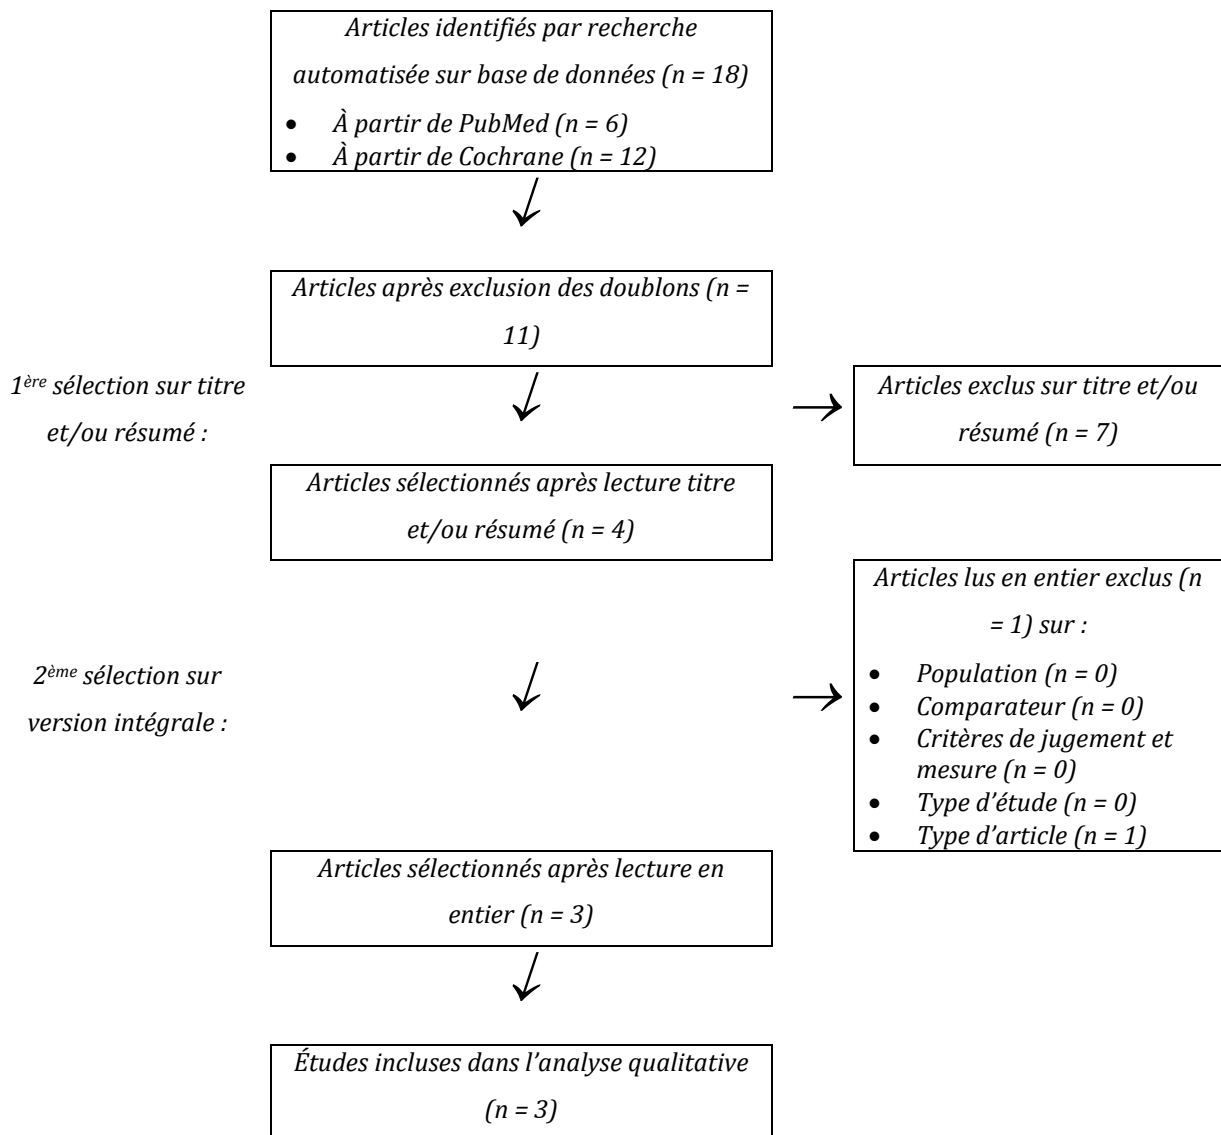 Articles identifiés par recherche
automatisée sur base de données (n = 18)
• À partir de PubMed (n = 6)
• À partir de Cochrane (n = 12)
Articles après exclusion des doublons (n =
11)
1ère sélection sur titre
et/ou résumé :
Articles exclus sur titre et/ou
résumé (n = 7)
Articles sélectionnés après lecture titre
et/ou résumé (n = 4)
2ème sélection sur
version intégrale :
Articles lus en entier exclus (n
= 1) sur :
• Population (n = 0)
• Comparateur (n = 0)
• Critères de jugement et
mesure (n = 0)
• Type d’étude (n = 0)
• Type d’article (n = 1)
Articles sélectionnés après lecture en
entier (n = 3)
Études incluses dans l’analyse qualitative
(n = 3)